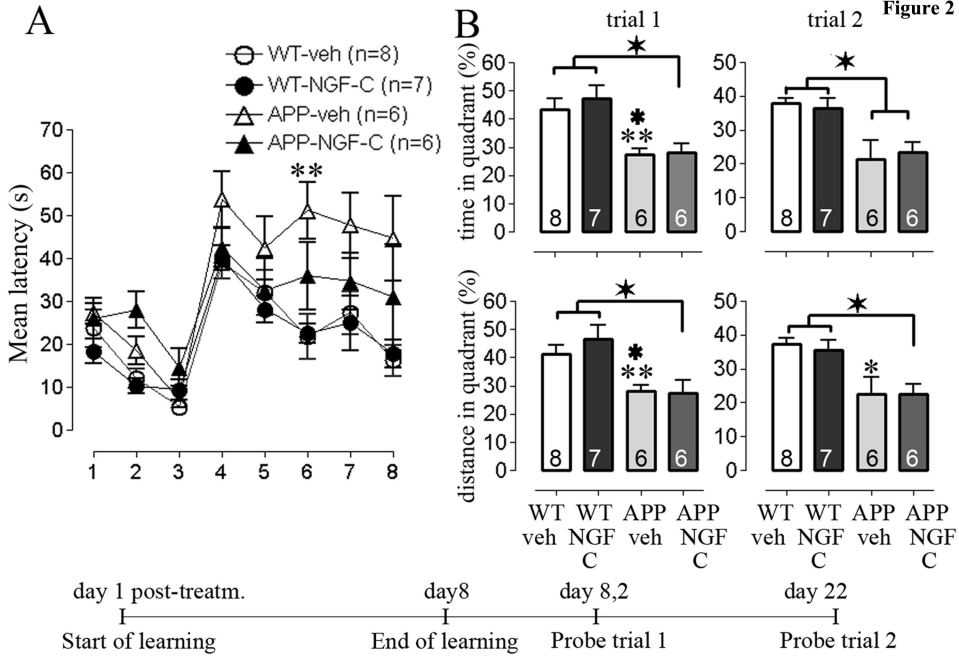 Figure 2
A
WT-veh (n=8)
WT-NGF-C (n=7)
APP-veh (n=6)
APP-NGF-C (n=6)
Mean latency (s)
70
60
50
40
30
20
10
0
**
1 2 3 4 5 6 7 8
B
trial 1
time in quadrant (%)
60
50
40
30
20
10
0
✶
✱
**
8 7 6 6
trial 2
50
40
30
20
10
0
✶
8 7 6 6
distance in quadrant (%)
60
50
40
30
20
10
0
✶
✱
**
8 7 6 6
WT veh
WT NGF C
APP veh
APP NGF C
50
40
30
20
10
0
✶
*
8 7 6 6
WT veh
WT NGF C
APP veh
APP NGF C
day 1 post-treatm.
day8
day 8,2
day 22
Start of learning
End of learning
Probe trial 1
Probe trial 2